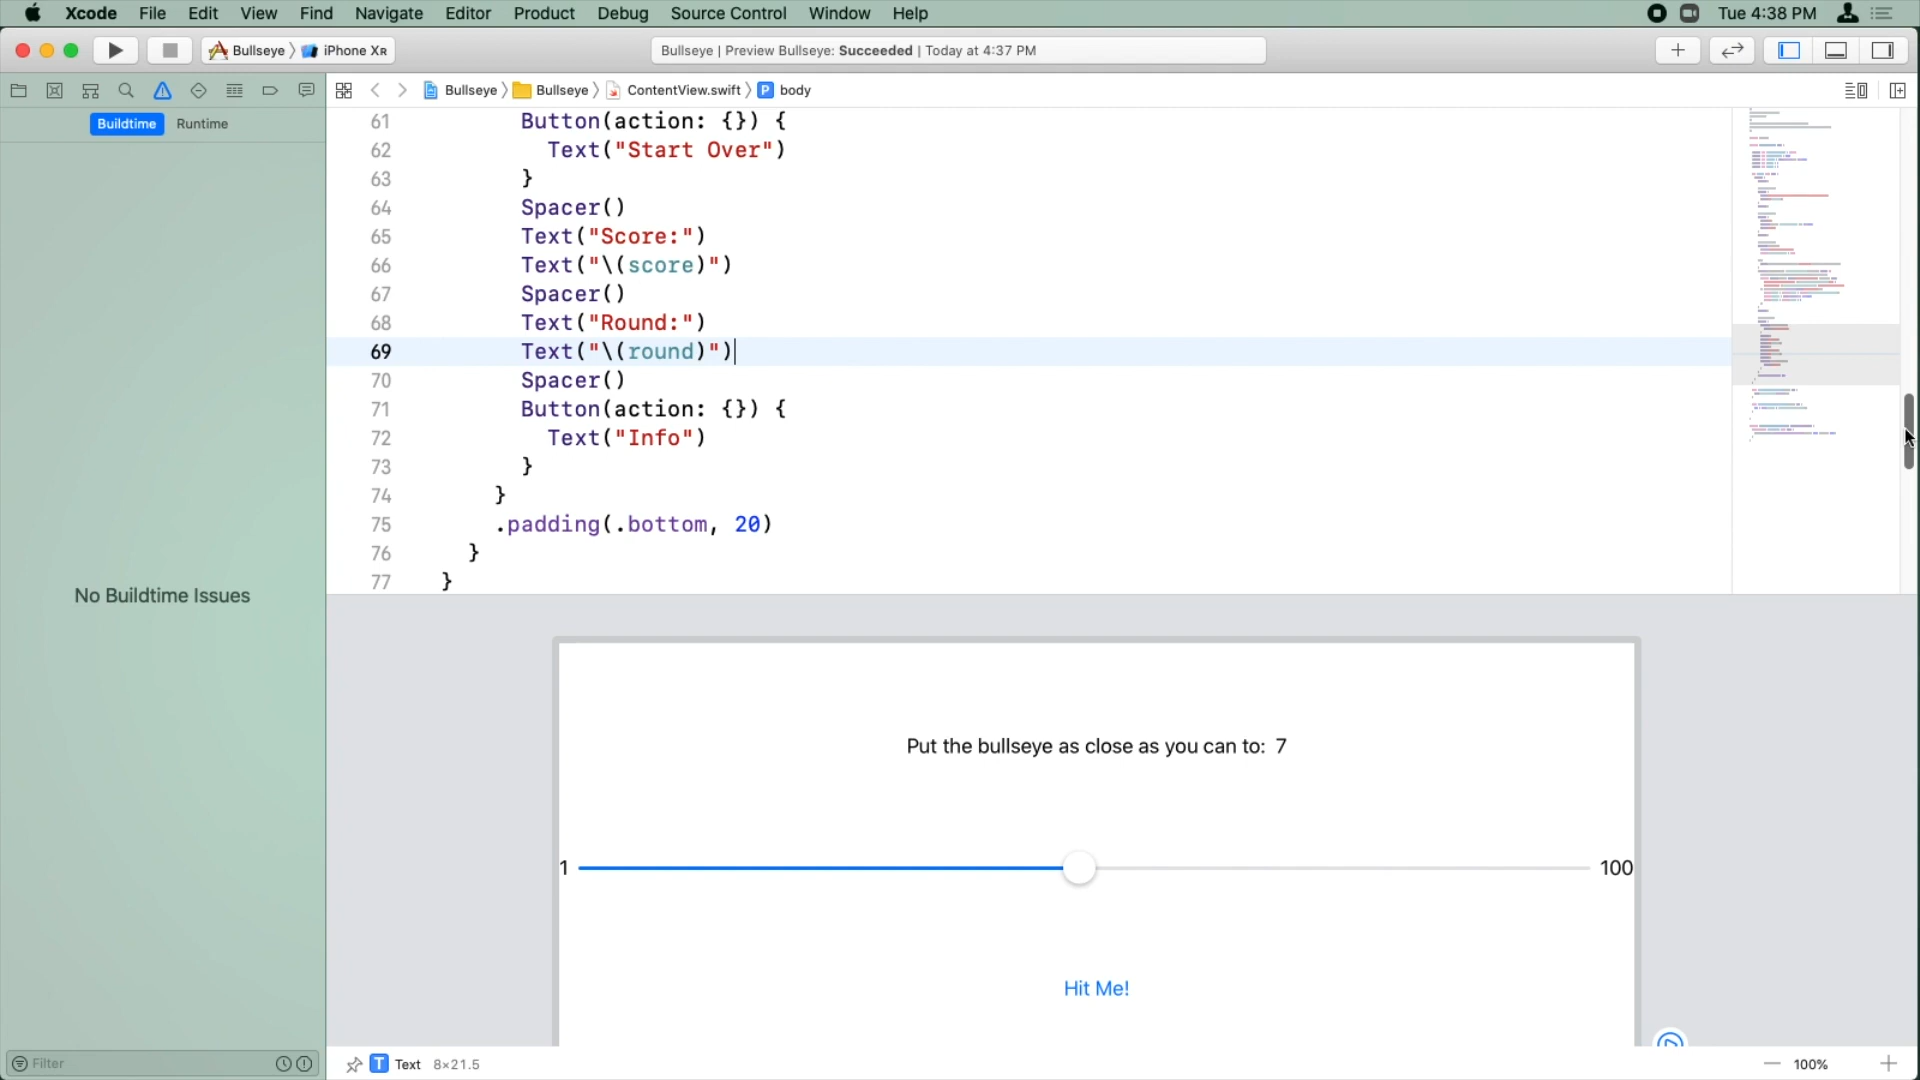 Xcode File Edit View Find Navigate Editor Product Debug Source Control Window Help Tue 4:38 PM
Bullseye iPhone XR Bullseye | Preview Bullseye: Succeeded | Today at 4:37 PM
Bullseye Bullseye ContentView.swift P body
Buildtime Runtime
61 Button(action: {}) {
62 Text("Start Over")
63 }
64 Spacer()
65 Text("Score:")
66 Text("\(score)")
67 Spacer()
68 Text("Round:")
69 Text("\(round)")
70 Spacer()
71 Button(action: {}) {
72 Text("Info")
73 }
74 }
75 .padding(.bottom, 20)
76 }
77 }
No Buildtime Issues
Put the bullseye as close as you can to: 7
1 100
Hit Me!
Filter
T Text 8×21.5 100%